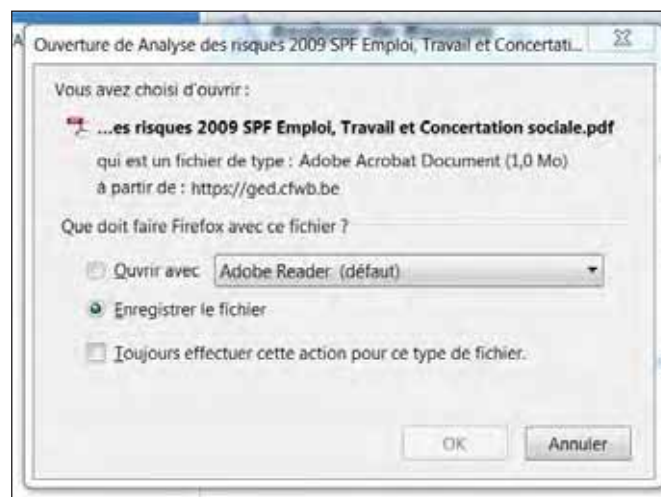 Ouverture de Analyse des risques 2009 SPF Emploi, Travail et Concertati...
Vous avez choisi d'ouvrir :
...es risques 2009 SPF Emploi, Travail et Concertation sociale.pdf
qui est un fichier de type : Adobe Acrobat Document (1,0 Mo)
à partir de : https://ged.cfwb.be
Que doit faire Firefox avec ce fichier ?
Ouvrir avec Adobe Reader (défaut)
Enregistrer le fichier
Toujours effectuer cette action pour ce type de fichier.
OK Annuler